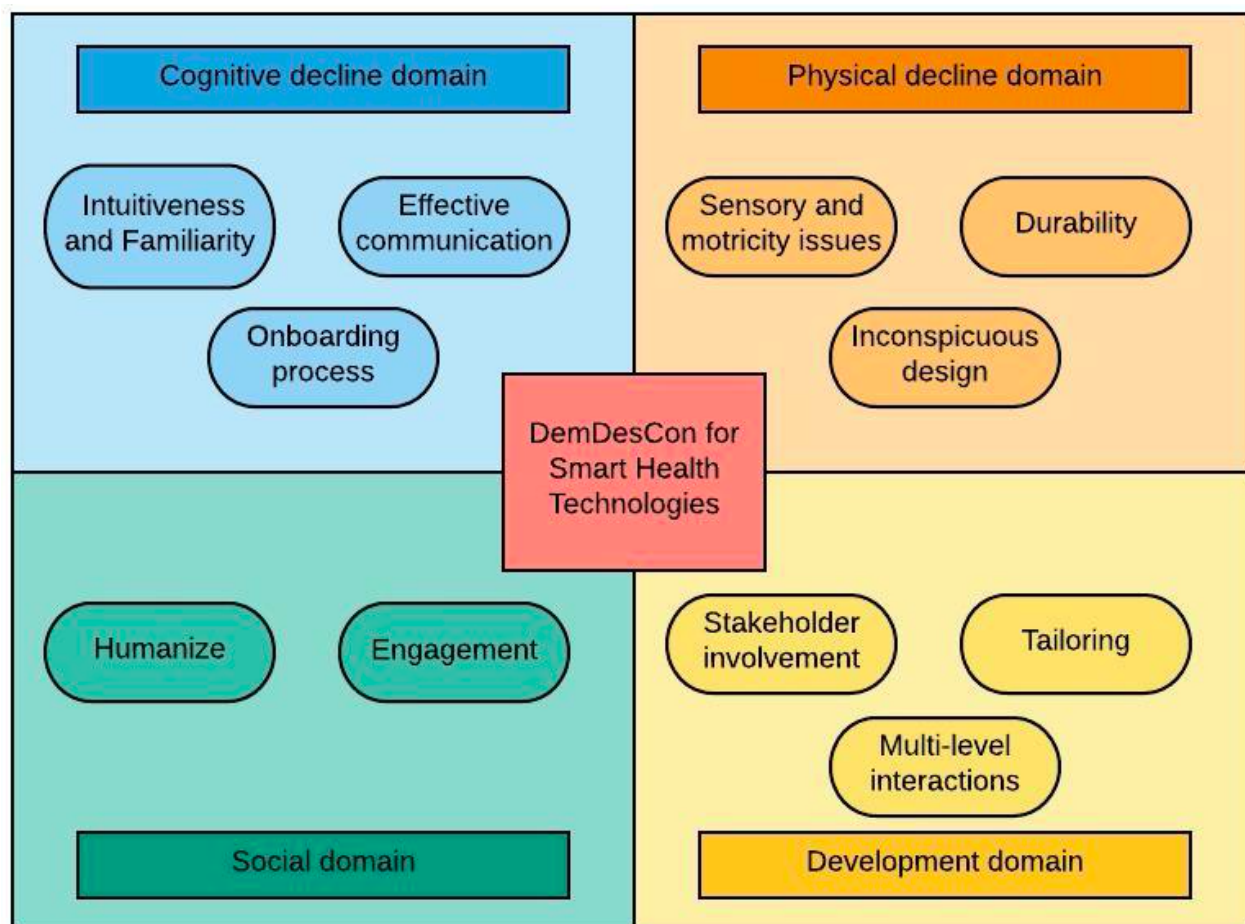 Cognitive decline domain
Intuitiveness
and Familiarity
Effective
communication
Onboarding
process
Physical decline domain
Sensory and
motricity issues
Durability
Inconspicuous
design
DemDesCon for
Smart Health
Technologies
Humanize
Engagement
Social domain
Stakeholder
involvement
Tailoring
Multi-level
interactions
Development domain